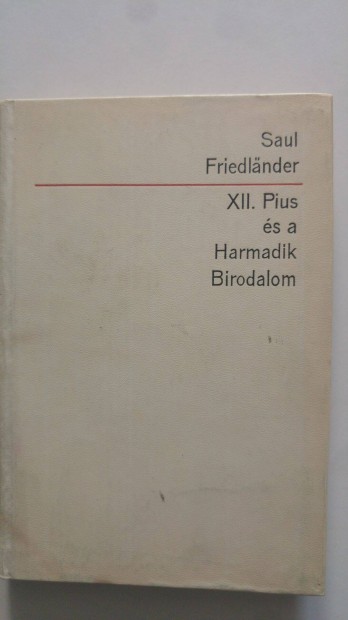 Saul
Friedländer
XII. Pius
és a
Harmadik
Birodalom